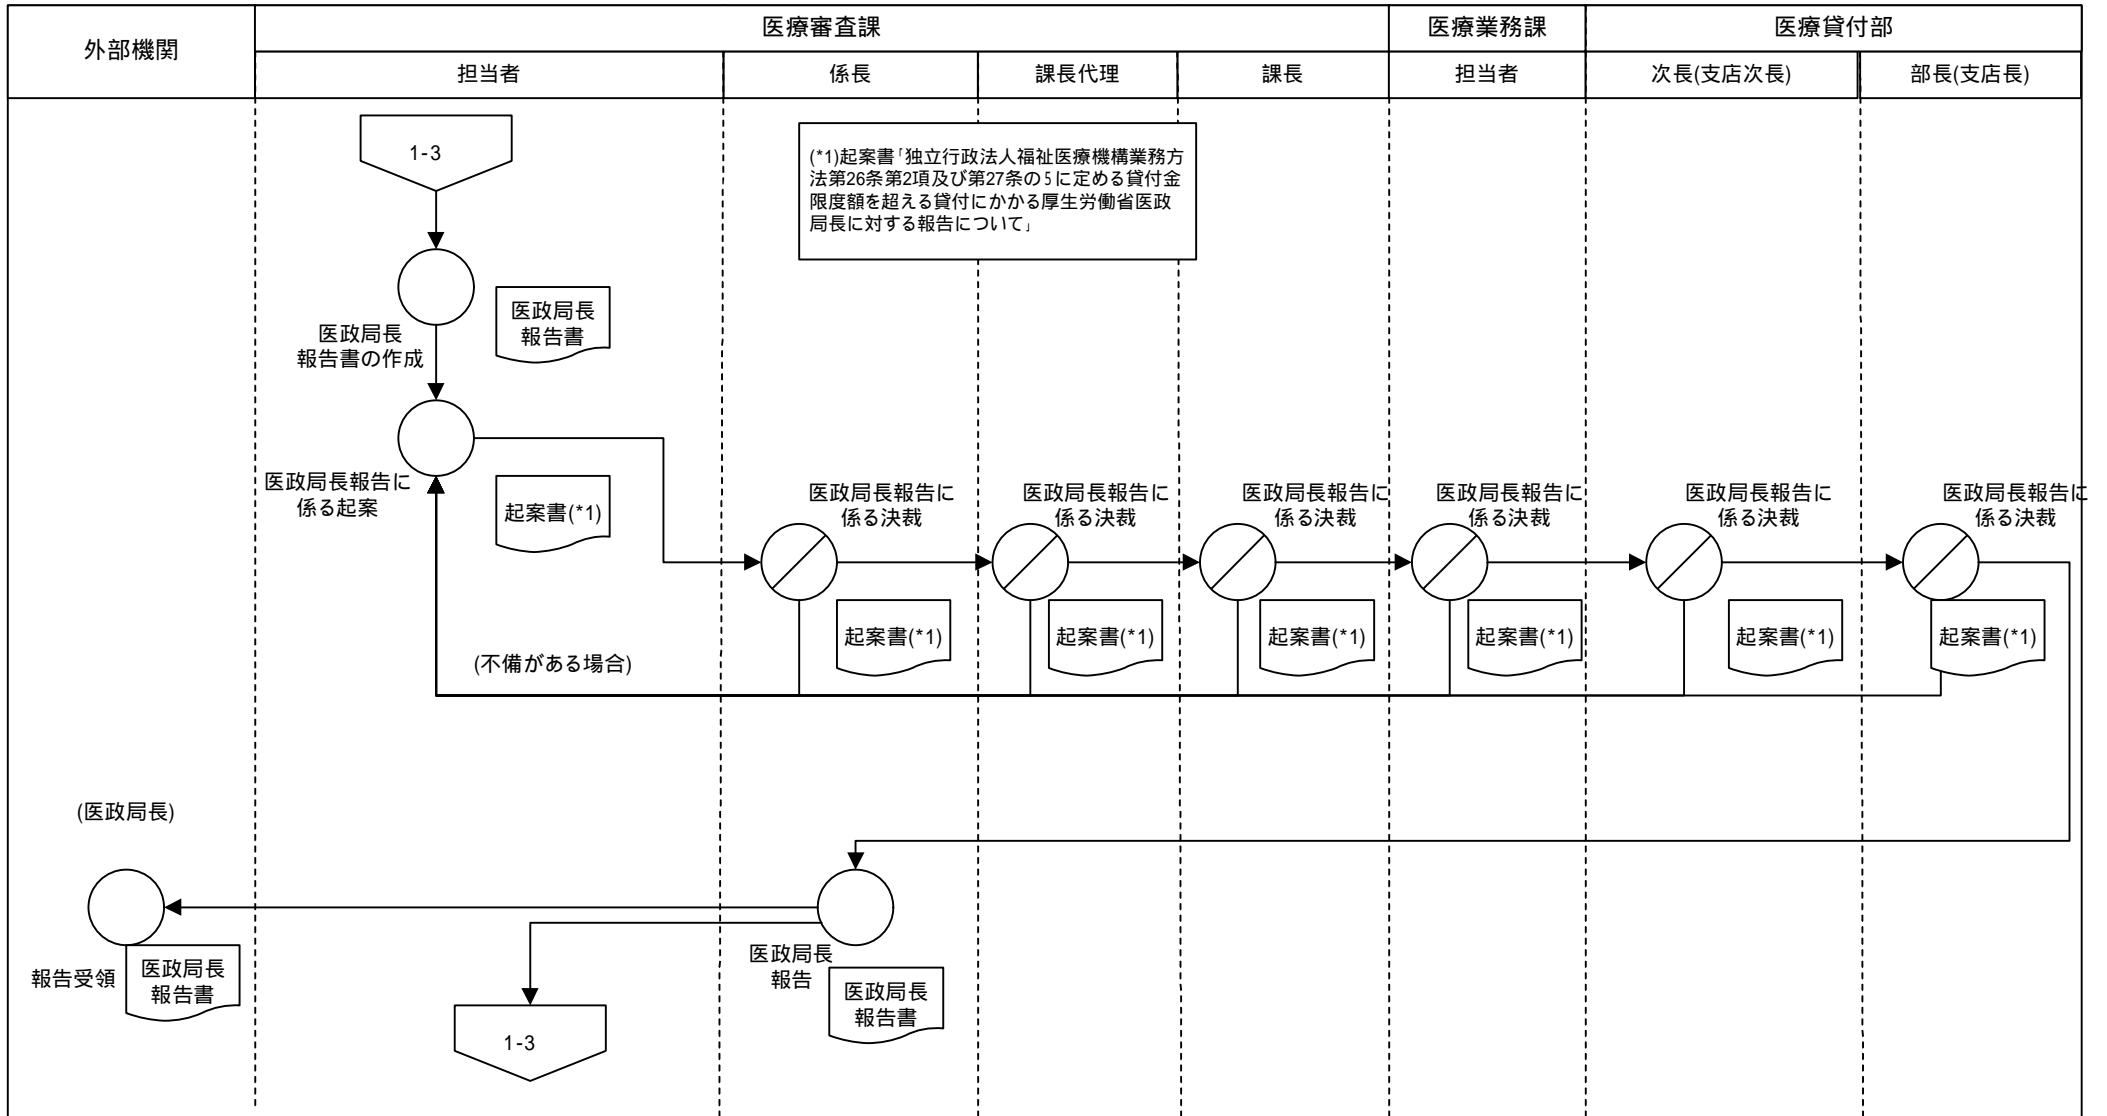 外部機関
医療審査課
医療業務課
医療貸付部
担当者
係長
課長代理
課長
担当者
次長(支店次長)
部長(支店長)
1-3
(*1)起案書「独立行政法人福祉医療機構業務方
法第26条第2項及び第27条の5に定める貸付金
限度額を超える貸付にかかる厚生労働省医政
局長に対する報告について」
医政局長
報告書
医政局長
報告書の作成
医政局長報告に
係る起案
起案書(*1)
医政局長報告に
係る決裁
医政局長報告に
係る決裁
医政局長報告に
係る決裁
医政局長報告に
係る決裁
医政局長報告に
係る決裁
医政局長報告に
係る決裁
起案書(*1)
起案書(*1)
起案書(*1)
起案書(*1)
起案書(*1)
起案書(*1)
(不備がある場合)
(医政局長)
報告受領
医政局長
報告書
医政局長
報告
医政局長
報告書
1-3